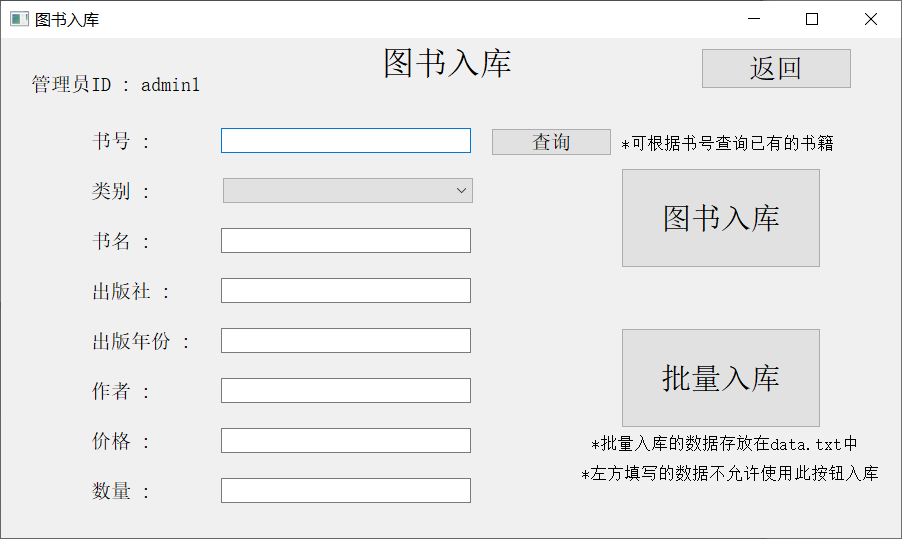 图书入库
图书入库
返回
管理员ID : admin1
书号 :
查询
*可根据书号查询已有的书籍
类别 :
图书入库
书名 :
出版社 :
出版年份 :
批量入库
作者 :
价格 :
*批量入库的数据存放在data.txt中
*左方填写的数据不允许使用此按钮入库
数量 :